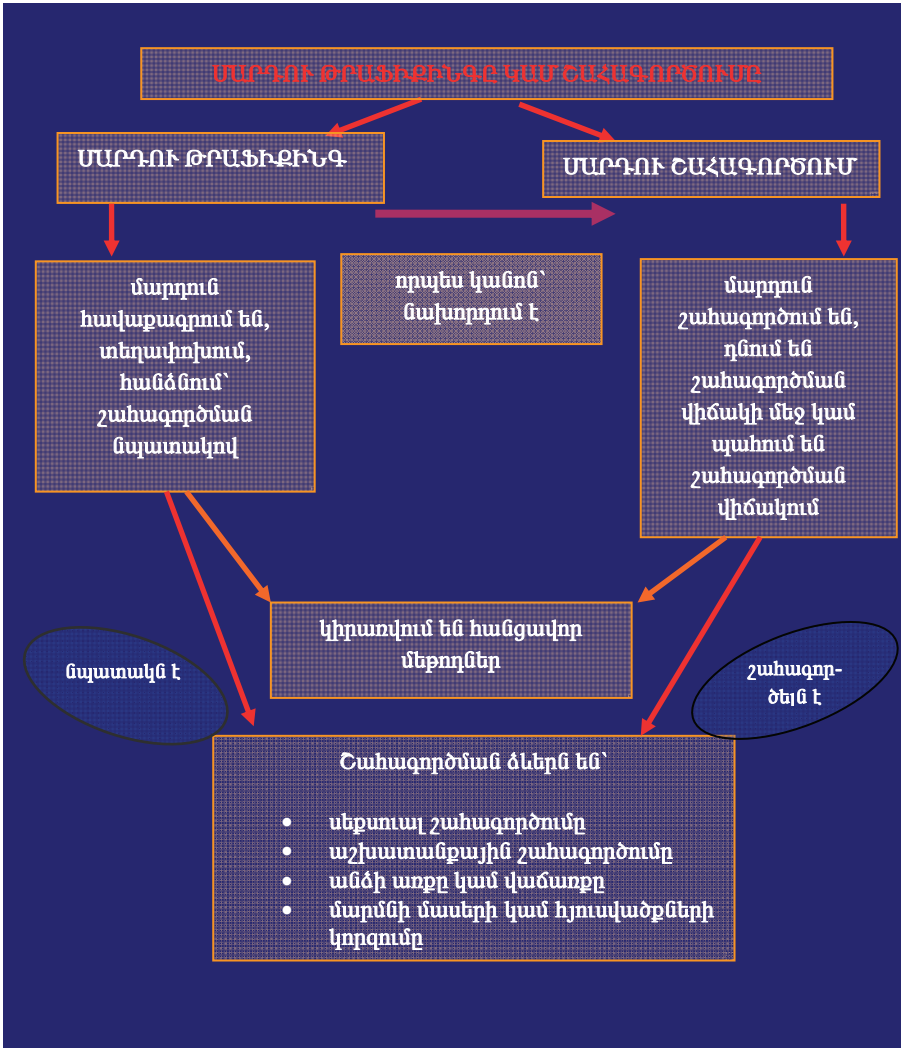 ՄԱՐԴՈՒ ԹՐԱՖԻՔԻՆԳԸ ԿԱՄ ՇԱՀԱԳՈՐԾՈՒՄԸ
ՄԱՐԴՈՒ ԹՐԱՖԻՔԻՆԳ
ՄԱՐԴՈՒ ՇԱՀԱԳՈՐԾՈՒՄ
մարդուն
հավաքագրում են,
տեղափոխում,
հանձնում՝
շահագործման
նպատակով
որպես կանոն՝
նախորդում է
մարդուն
շահագործում են,
դնում են
շահագործման
վիճակի մեջ կամ
պահում են
շահագործման
վիճակում
կիրառվում են հանցավոր
մեթոդներ
նպատակն է
շահագոր-
ծելն է
Շահագործման ձևերն են՝
• սեքսուալ շահագործումը
• աշխատանքային շահագործումը
• անձի առքը կամ վաճառքը
• մարմնի մասերի կամ հյուսվածքների
կորզումը